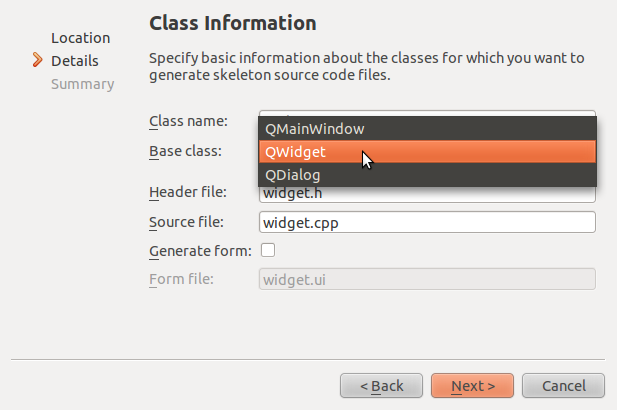 Class Information
Location
Details
Summary
Specify basic information about the classes for which you want to
generate skeleton source code files.
Class name:
QMainWindow
Base class:
QWidget
QDialog
Header file:
widget.h
Source file:
widget.cpp
Generate form:
Form file:
widget.ui
< Back
Next >
Cancel